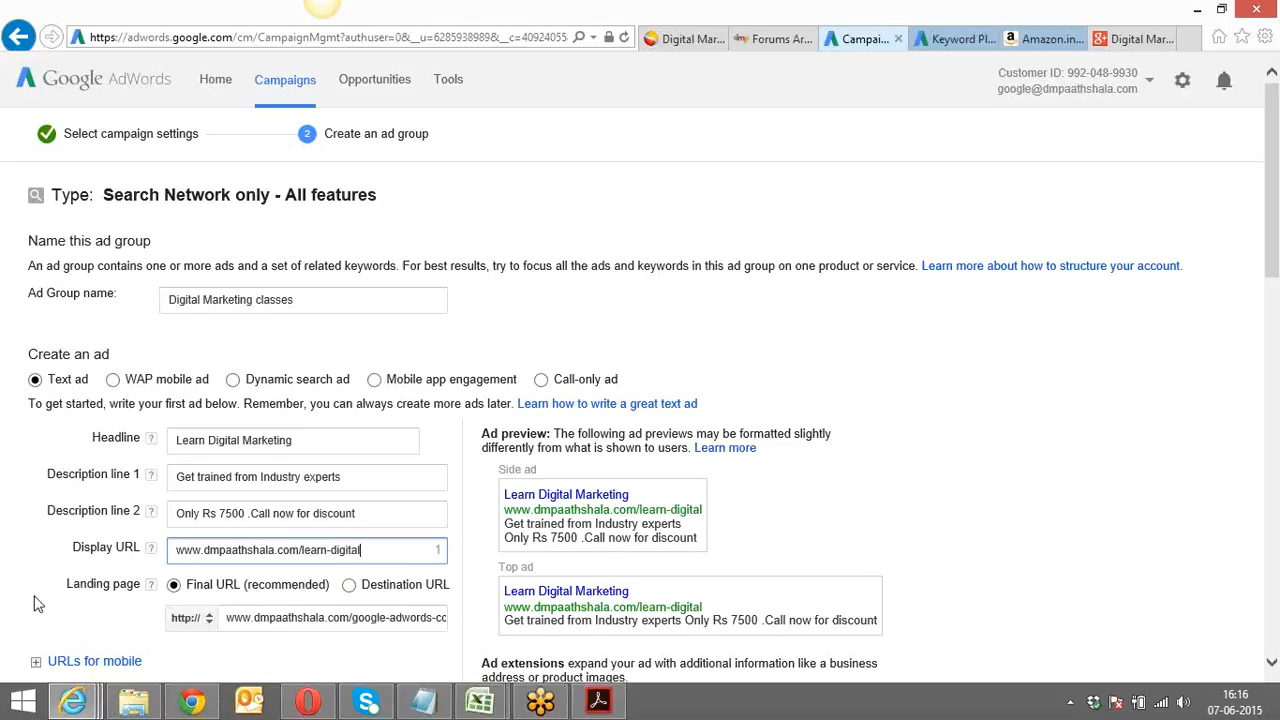 https://adwords.google.com/cm/CampaignMgmt?authuser=0&__u=6285938989&__c=40924055
Digital Mar...
Forums Ar...
Campai...
Keyword Pl...
Amazon.in...
Digital Mar...
Google AdWords
Home
Campaigns
Opportunities
Tools
Customer ID: 992-048-9930
google@dmpaathshala.com
Select campaign settings
2
Create an ad group
Type: Search Network only - All features
Name this ad group
An ad group contains one or more ads and a set of related keywords. For best results, try to focus all the ads and keywords in this ad group on one product or service. Learn more about how to structure your account.
Ad Group name:
Digital Marketing classes
Create an ad
Text ad
WAP mobile ad
Dynamic search ad
Mobile app engagement
Call-only ad
To get started, write your first ad below. Remember, you can always create more ads later. Learn how to write a great text ad
Headline ?
Learn Digital Marketing
Description line 1 ?
Get trained from Industry experts
Description line 2 ?
Only Rs 7500 .Call now for discount
Display URL ?
www.dmpaathshala.com/learn-digital
1
Landing page ?
Final URL (recommended)
Destination URL
http://
www.dmpaathshala.com/google-adwords-co
URLs for mobile
Ad preview: The following ad previews may be formatted slightly
differently from what is shown to users. Learn more
Side ad
Learn Digital Marketing
www.dmpaathshala.com/learn-digital
Get trained from Industry experts
Only Rs 7500 .Call now for discount
Top ad
Learn Digital Marketing
www.dmpaathshala.com/learn-digital
Get trained from Industry experts Only Rs 7500 .Call now for discount
Ad extensions expand your ad with additional information like a business
address or product images.
16:16
07-06-2015